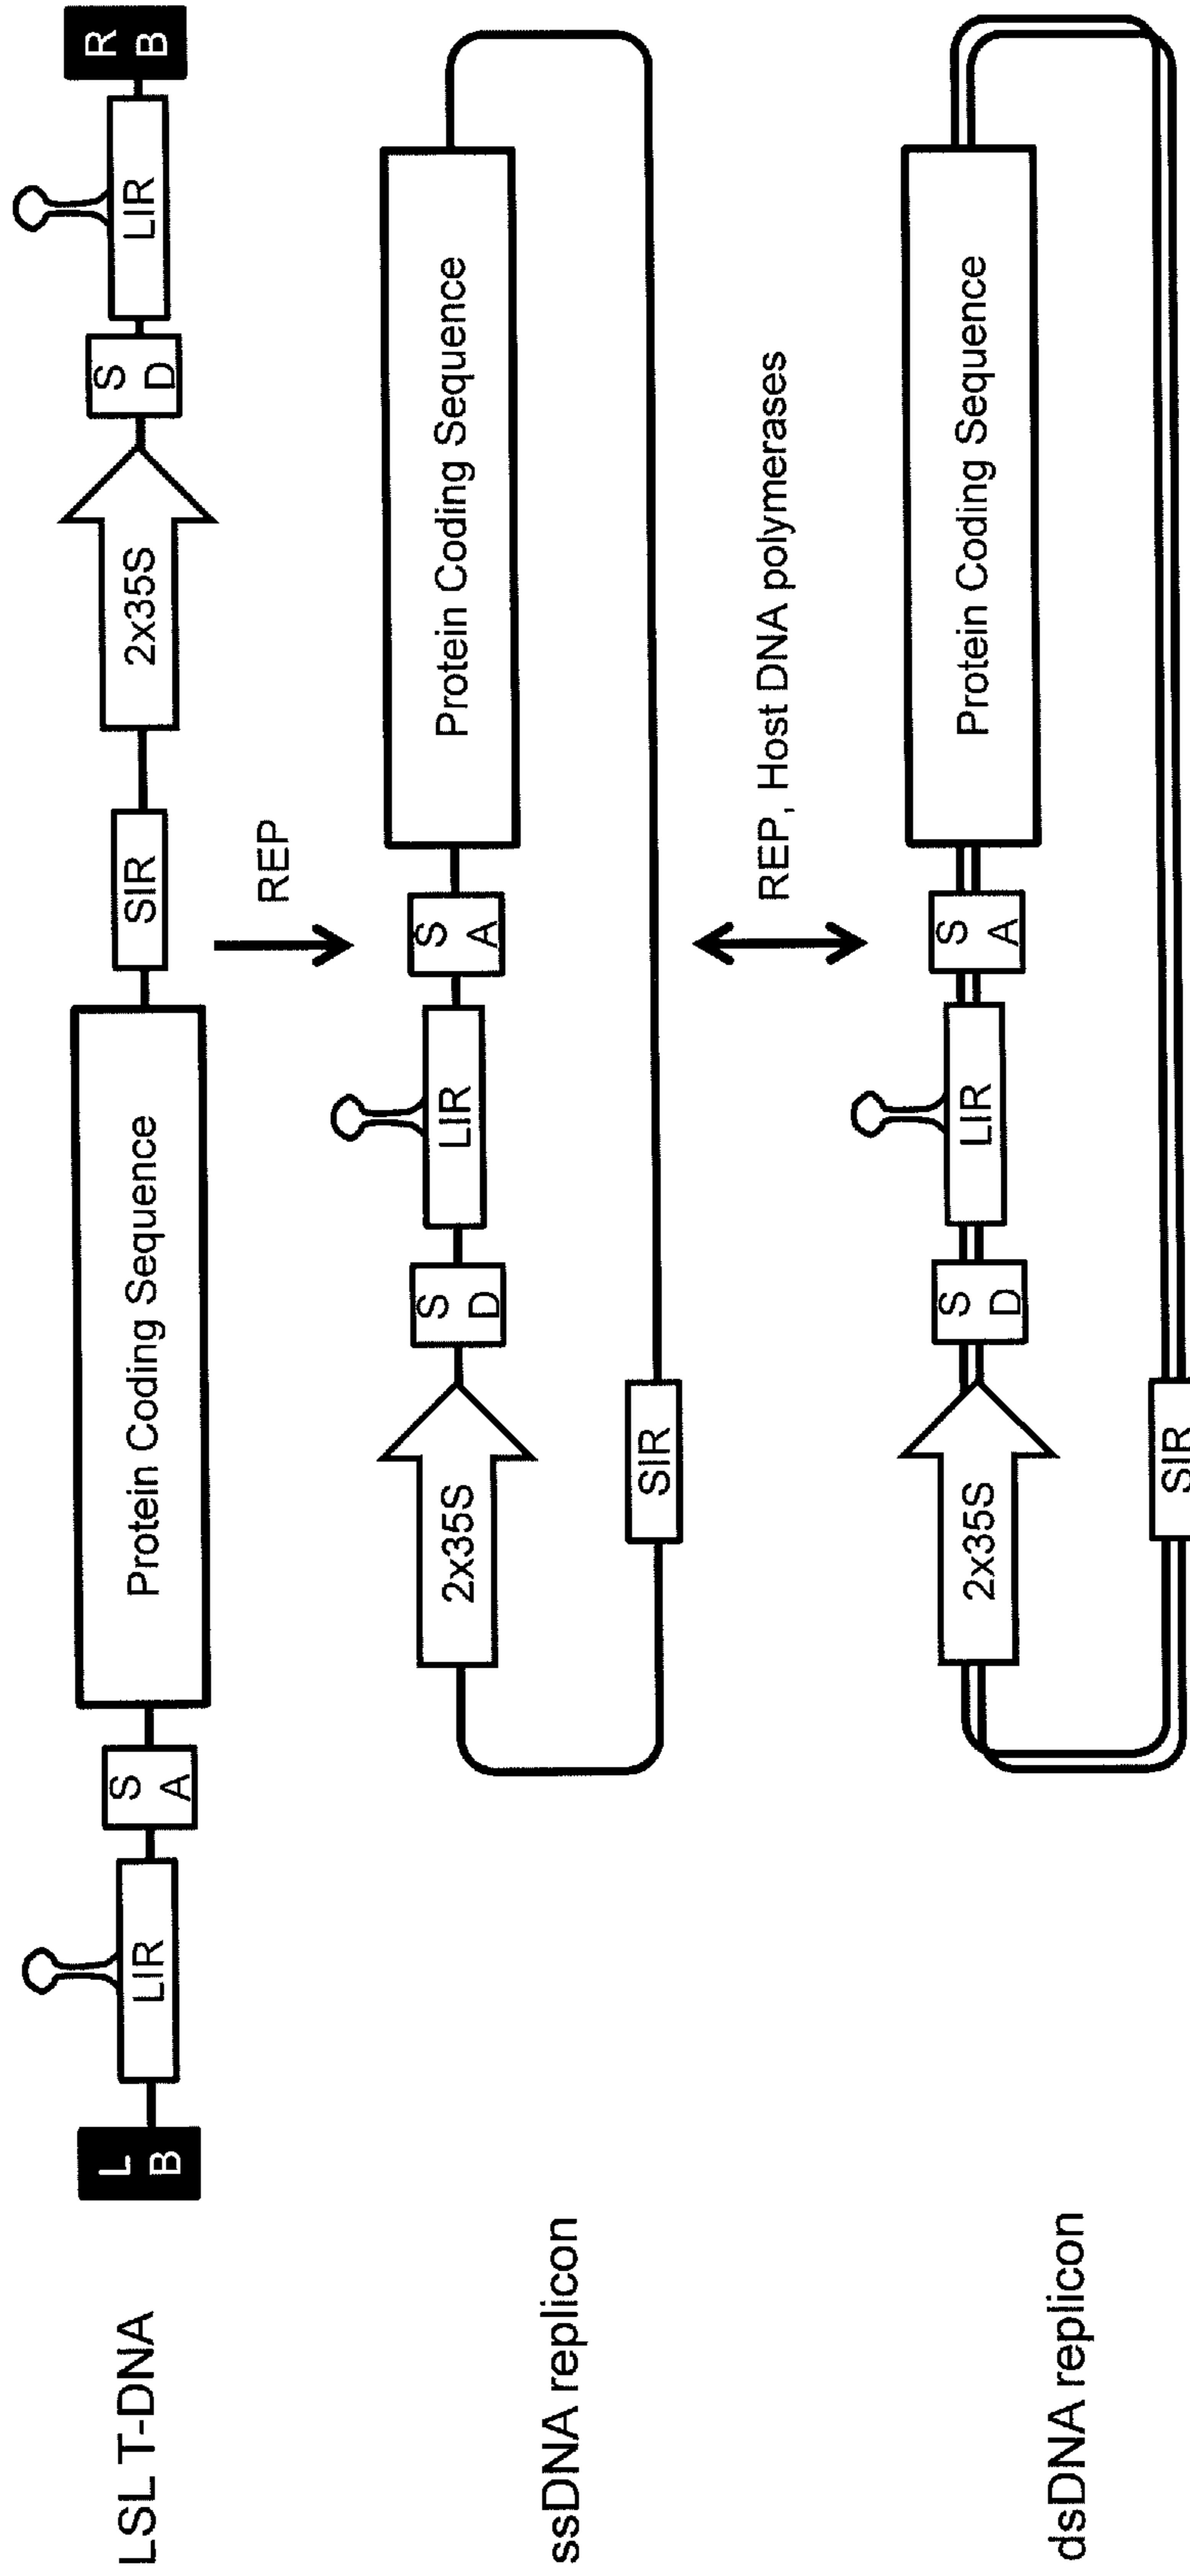 LSL T-DNA
L
B
LIR
S
A
Protein Coding Sequence
SIR
2x35S
S
D
LIR
R
B
REP
ssDNA replicon
2x35S
S
D
LIR
S
A
Protein Coding Sequence
SIR
REP, Host DNA polymerases
dsDNA replicon
2x35S
S
D
LIR
S
A
Protein Coding Sequence
SIR